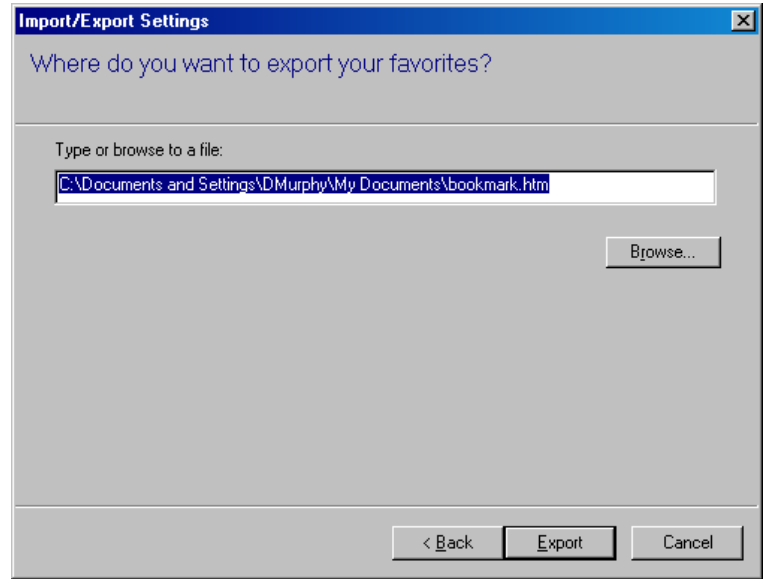 Import/Export Settings
Where do you want to export your favorites?
Type or browse to a file:
C:\Documents and Settings\DMurphy\My Documents\bookmark.htm
Browse...
< Back Export Cancel